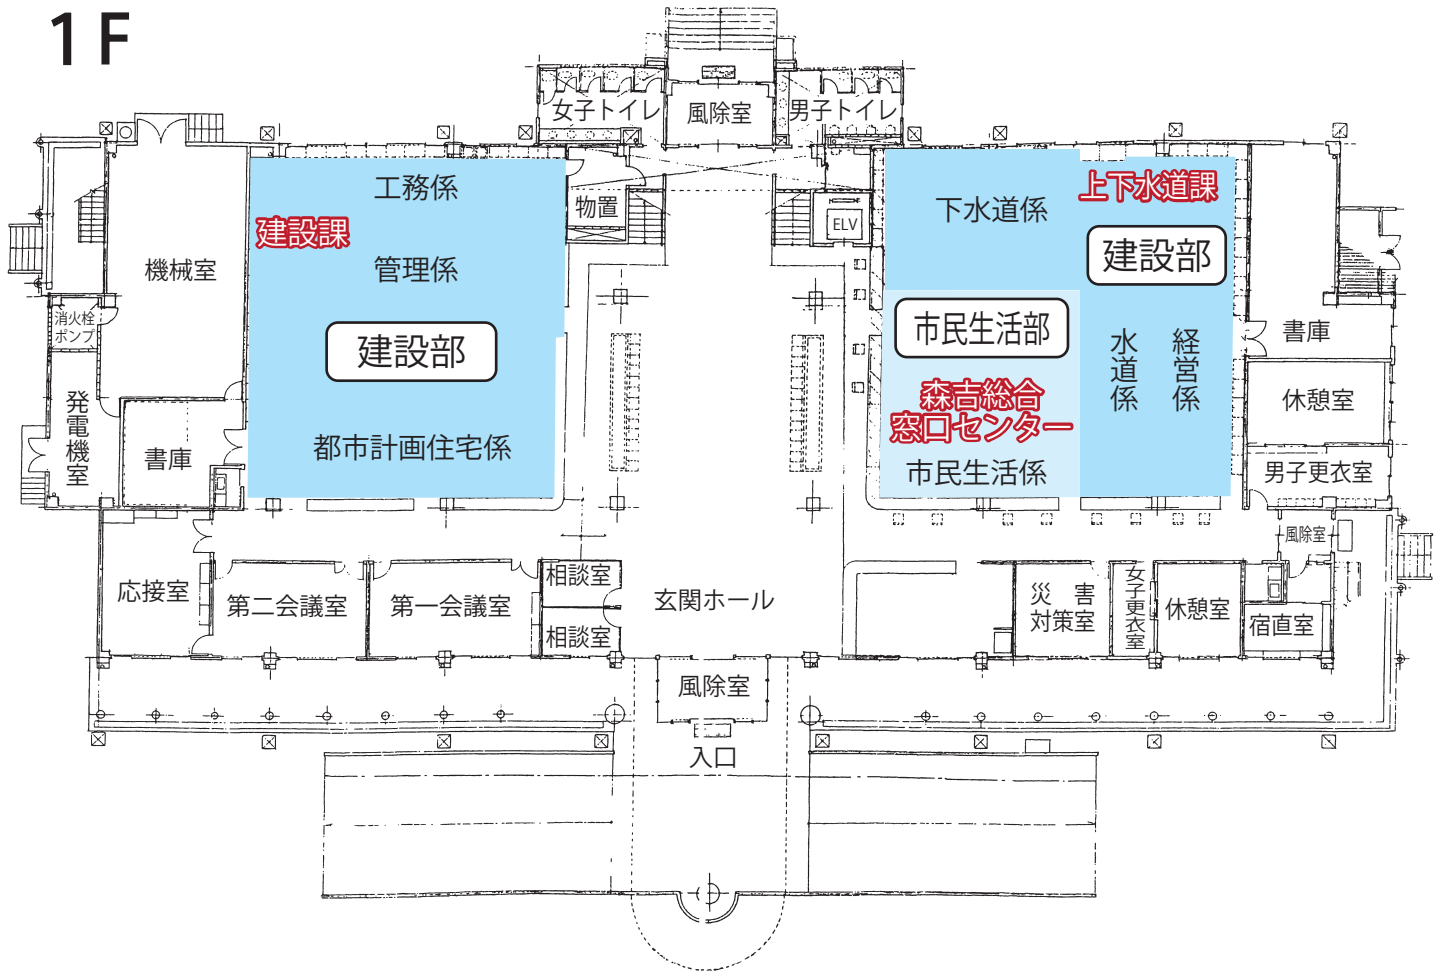 1F
女子トイレ
風除室
男子トイレ
工務係
建設課
物置
ELV
下水道係
上下水道課
機械室
管理係
建設部
消火栓
ポンプ
建設部
市民生活部
書庫
水道係
経営係
発電機室
書庫
都市計画住宅係
森吉総合
窓口センター
市民生活係
休憩室
男子更衣室
風除室
応接室
第二会議室
第一会議室
相談室
相談室
玄関ホール
災害
対策室
女子更衣室
休憩室
宿直室
風除室
入口